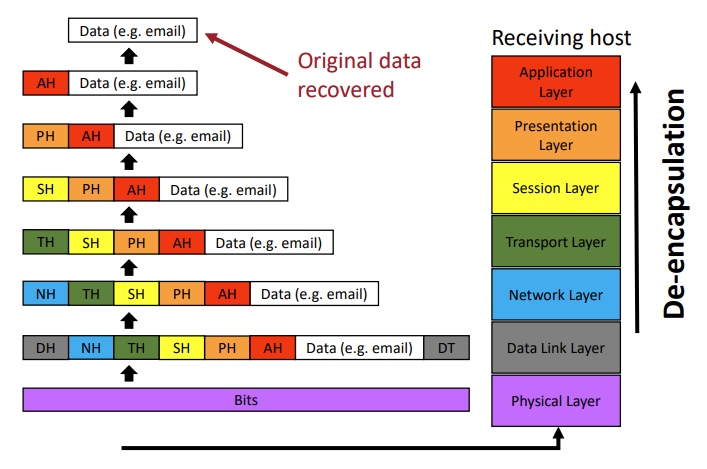 Data (e.g. email)
Original data
recovered
AH Data (e.g. email)
PH AH Data (e.g. email)
SH PH AH Data (e.g. email)
TH SH PH AH Data (e.g. email)
NH TH SH PH AH Data (e.g. email)
DH NH TH SH PH AH Data (e.g. email) DT
Bits
Receiving host
Application
Layer
Presentation
Layer
Session Layer
Transport Layer
Network Layer
Data Link Layer
Physical Layer
De-encapsulation